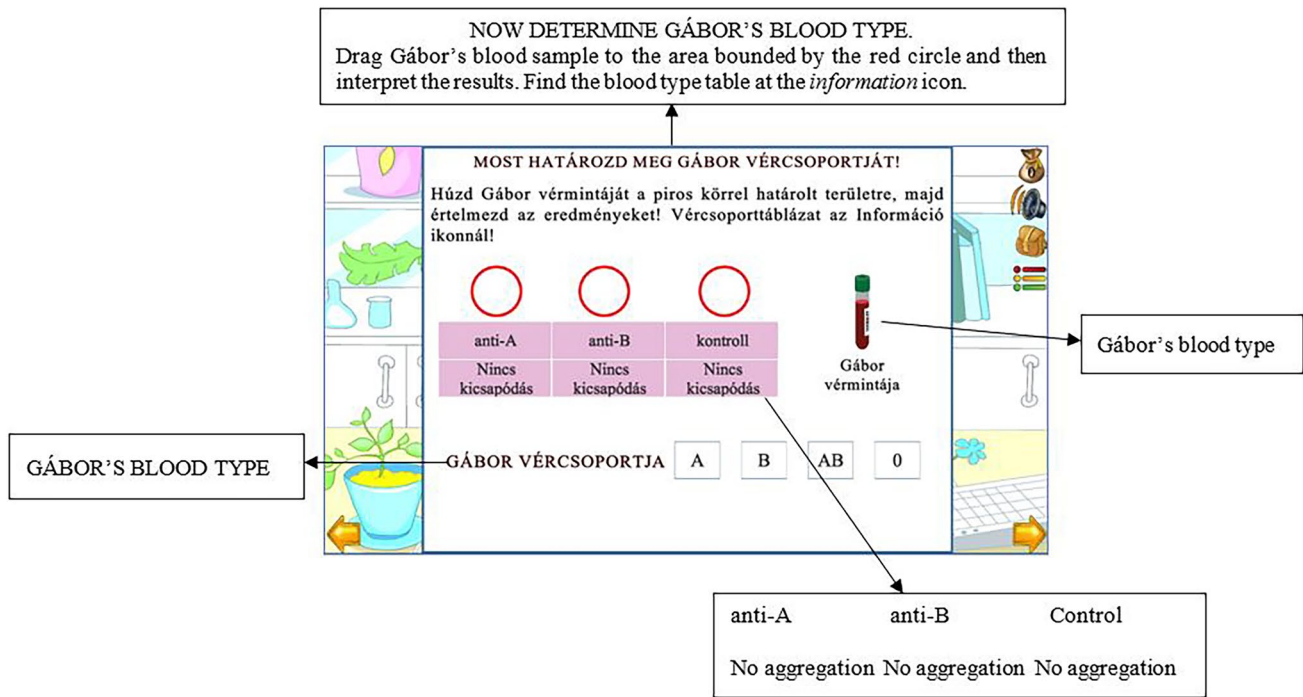 NOW DETERMINE GÁBOR'S BLOOD TYPE.
Drag Gábor's blood sample to the area bounded by the red circle and then
interpret the results. Find the blood type table at the information icon.
MOST HATÁROZD MEG GÁBOR VÉRCSOPORTJÁT!
Húzd Gábor vérmintáját a piros körrel határolt területre, majd
értelmezd az eredményeket! Vércsoporttáblázat az Információ
ikonnál!
0
anti-A anti-B kontroll
Nincs kicsapódás Nincs kicsapódás Nincs kicsapódás
Gábor
vérmintája
Gábor's blood type
GÁBOR'S BLOOD TYPE
GÁBOR VÉRCSOPORTJA A B AB 0
anti-A anti-B Control
No aggregation No aggregation No aggregation